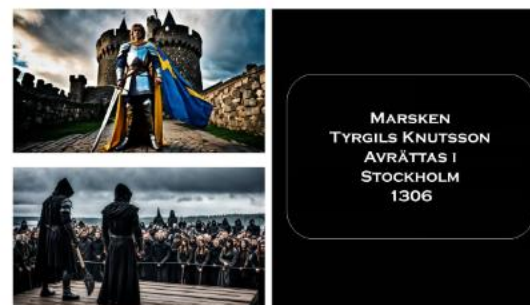 MARSKEN
TYRGILS KNUTSSON
AVRÄTTAS I
STOCKHOLM
1306